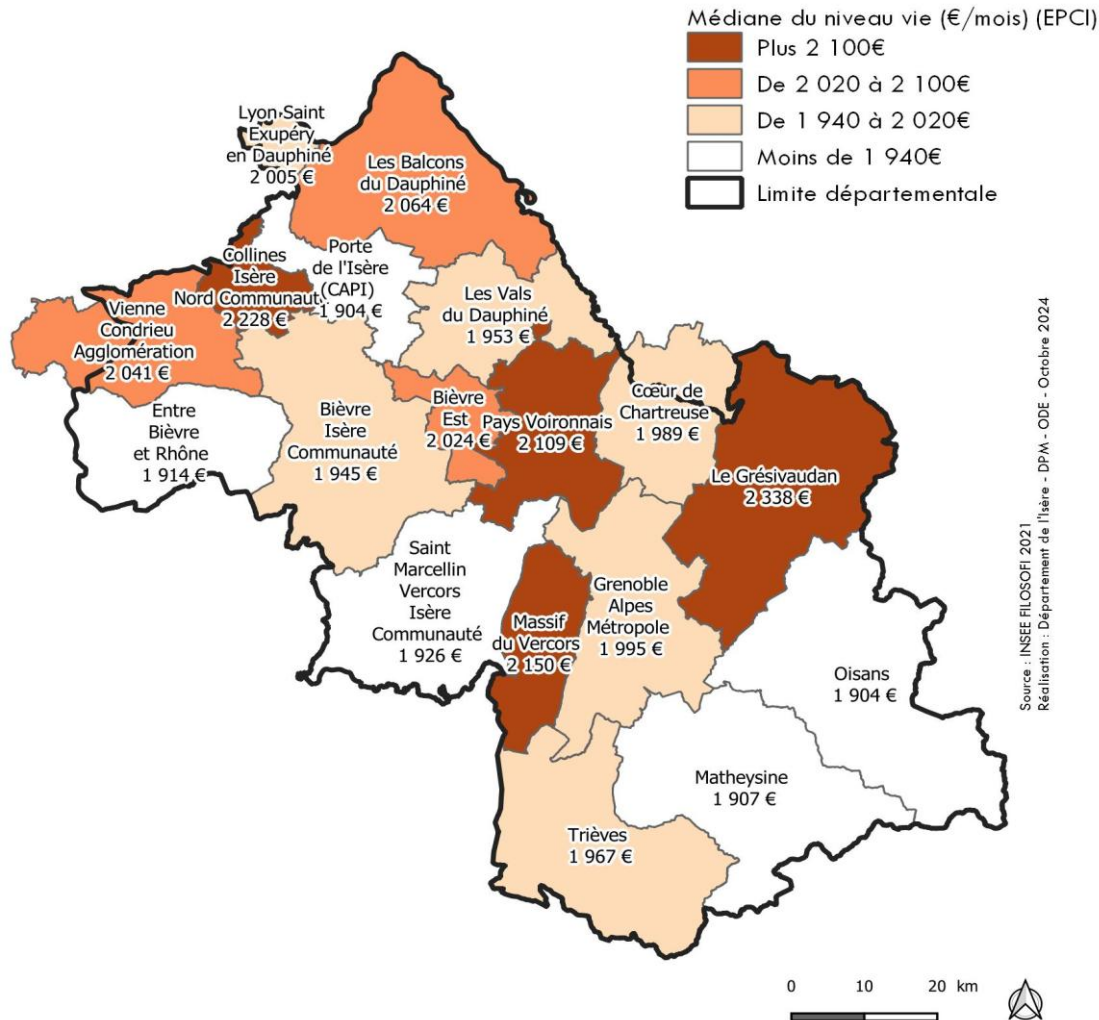 Médiane du niveau vie (€/mois) (EPCI)
Plus 2 100€
De 2 020 à 2 100€
De 1 940 à 2 020€
Moins de 1 940€
Limite départementale
Lyon Saint
Exupéry
en Dauphiné
2 005 €
Les Balcons
du Dauphiné
2 064 €
Collines
Isère
Nord Communauté
2 228 €
Porte
de l'Isère
(CAPI)
1 904 €
Les Vals
du Dauphiné
1 953 €
Vienne
Condrieu
Agglomération
2 041 €
Entre
Bièvre
et Rhône
1 914 €
Bièvre
Isère
Communauté
1 945 €
Bièvre
Est
2 024 €
Pays Voironnais
2 109 €
Cœur de
Chartreuse
1 989 €
Le Grésivaudan
2 338 €
Saint
Marcellin
Vercors
Isère
Communauté
1 926 €
Massif
du Vercors
2 150 €
Grenoble
Alpes
Métropole
1 995 €
Oisans
1 904 €
Matheysine
1 907 €
Trièves
1 967 €
Source : INSEE FILOSOFI 2021
Réalisation : Département de l'Isère - DPM - ODE - Octobre 2024
0 10 20 km